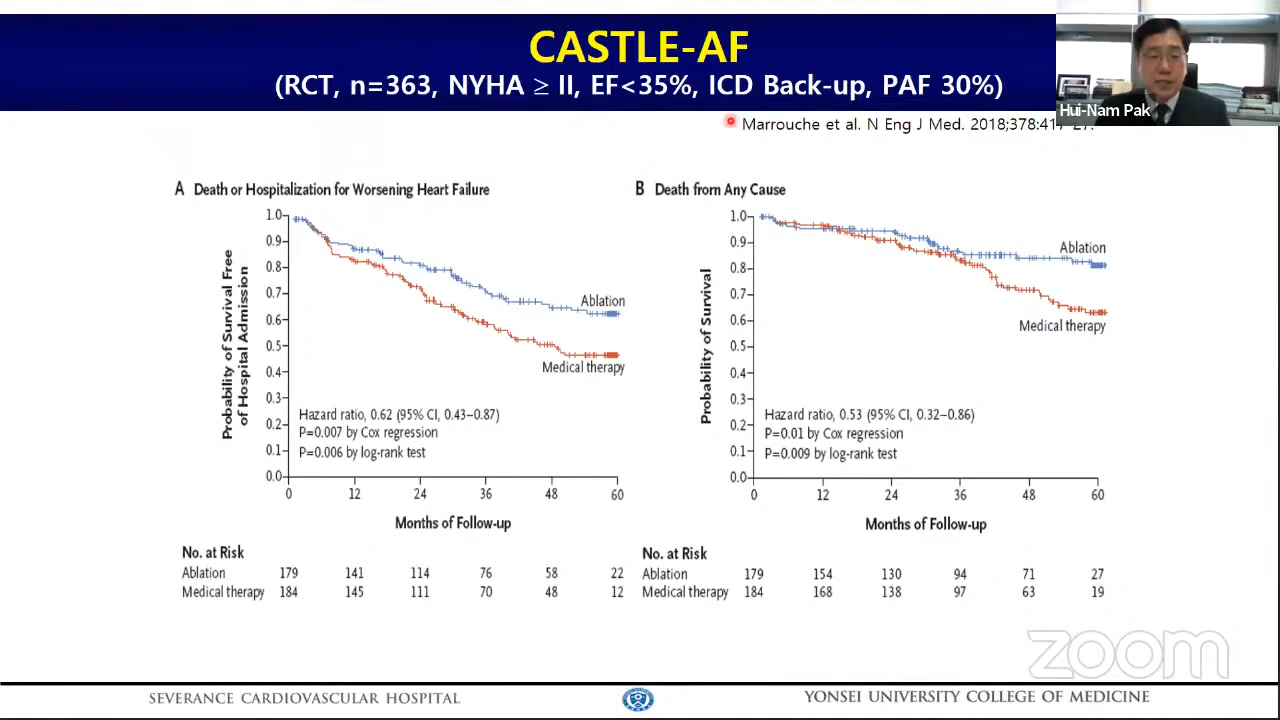 CASTLE-AF
(RCT, n=363, NYHA ≥ II, EF<35%, ICD Back-up, PAF 30%)
Hui-Nam Pak
Marrouche et al. N Eng J Med. 2018;378:417-27.
A Death or Hospitalization for Worsening Heart Failure
Probability of Survival Free
of Hospital Admission
1.0
0.9
0.8
0.7
0.6
0.5
0.4
0.3
0.2
0.1
0.0
Ablation
Medical therapy
Hazard ratio, 0.62 (95% CI, 0.43–0.87)
P=0.007 by Cox regression
P=0.006 by log-rank test
0 12 24 36 48 60
Months of Follow-up
No. at Risk
Ablation 179 141 114 76 58 22
Medical therapy 184 145 111 70 48 12
B Death from Any Cause
Probability of Survival
1.0
0.9
0.8
0.7
0.6
0.5
0.4
0.3
0.2
0.1
0.0
Ablation
Medical therapy
Hazard ratio, 0.53 (95% CI, 0.32–0.86)
P=0.01 by Cox regression
P=0.009 by log-rank test
0 12 24 36 48 60
Months of Follow-up
No. at Risk
Ablation 179 154 130 94 71 27
Medical therapy 184 168 138 97 63 19
zoom
SEVERANCE CARDIOVASCULAR HOSPITAL
YONSEI UNIVERSITY COLLEGE OF MEDICINE